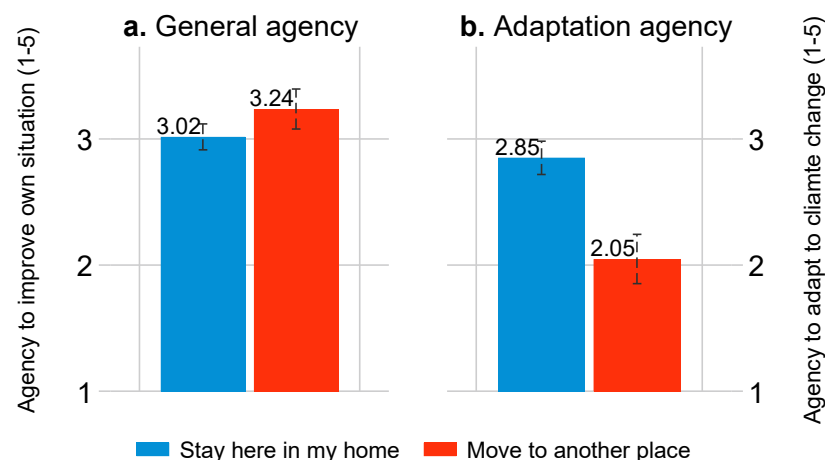 a. General agency
b. Adaptation agency
Agency to improve own situation (1-5)
3
2
1
3.02
3.24
2.85
2.05
3
2
1
Agency to adapt to cliamte change (1-5)
Stay here in my home
Move to another place